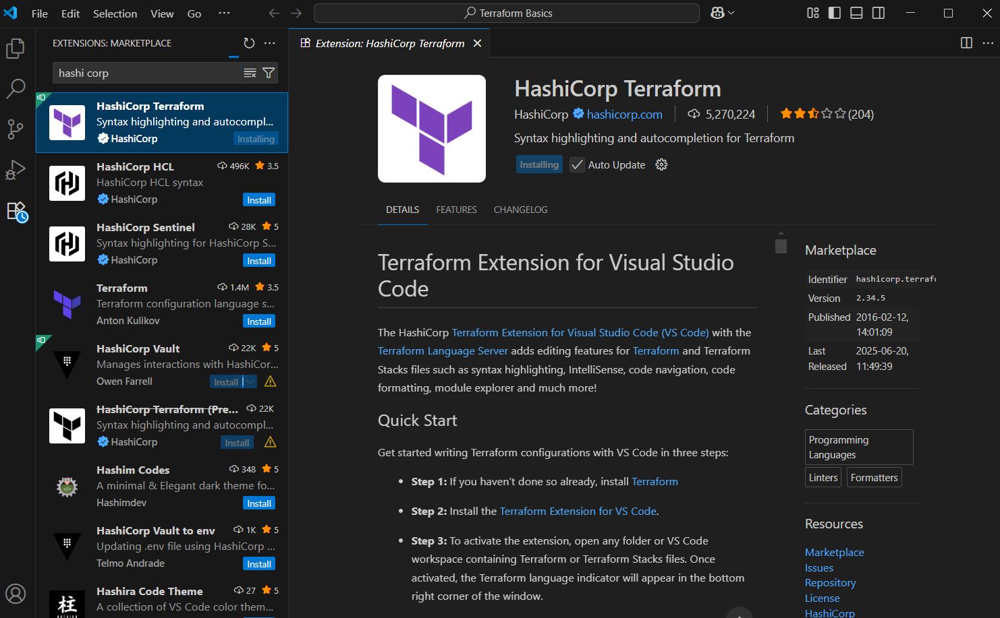 File Edit Selection View Go ···
Terraform Basics
EXTENSIONS: MARKETPLACE
hashi corp
HashiCorp Terraform
Syntax highlighting and autocompl...
HashiCorp Installing
HashiCorp HCL 496K 3.5
HashiCorp HCL syntax
HashiCorp Install
HashiCorp Sentinel 28K 5
Syntax highlighting for HashiCorp S...
HashiCorp Install
Terraform 1.4M 3.5
Terraform configuration language s...
Anton Kulikov Install
HashiCorp Vault 22K 5
Manages interactions with HashiCor...
Owen Farrell Install
HashiCorp Terraform (Pre... 22K
Syntax highlighting and autocompl...
HashiCorp Install
Hashim Codes 348 5
A minimal & Elegant dark theme fo...
Hashimdev Install
HashiCorp Vault to env 1K 5
Updating .env file using HashiCorp ...
Telmo Andrade Install
Hashira Code Theme 27 5
柱
A collection of VS Code color them...
Extension: HashiCorp Terraform
HashiCorp Terraform
HashiCorp hashicorp.com 5,270,224 (204)
Syntax highlighting and autocompletion for Terraform
Installing Auto Update
DETAILS FEATURES CHANGELOG
Terraform Extension for Visual Studio
Code
The HashiCorp Terraform Extension for Visual Studio Code (VS Code) with the
Terraform Language Server adds editing features for Terraform and Terraform
Stacks files such as syntax highlighting, IntelliSense, code navigation, code
formatting, module explorer and much more!
Quick Start
Get started writing Terraform configurations with VS Code in three steps:
• Step 1: If you haven't done so already, install Terraform
• Step 2: Install the Terraform Extension for VS Code.
• Step 3: To activate the extension, open any folder or VS Code
workspace containing Terraform or Terraform Stacks files. Once
activated, the Terraform language indicator will appear in the bottom
right corner of the window.
Marketplace
Identifier hashicorp.terrafo
Version 2.34.5
Published 2016-02-12,
14:01:09
Last 2025-06-20,
Released 11:49:39
Categories
Programming
Languages
Linters Formatters
Resources
Marketplace
Issues
Repository
License
HashiCorp